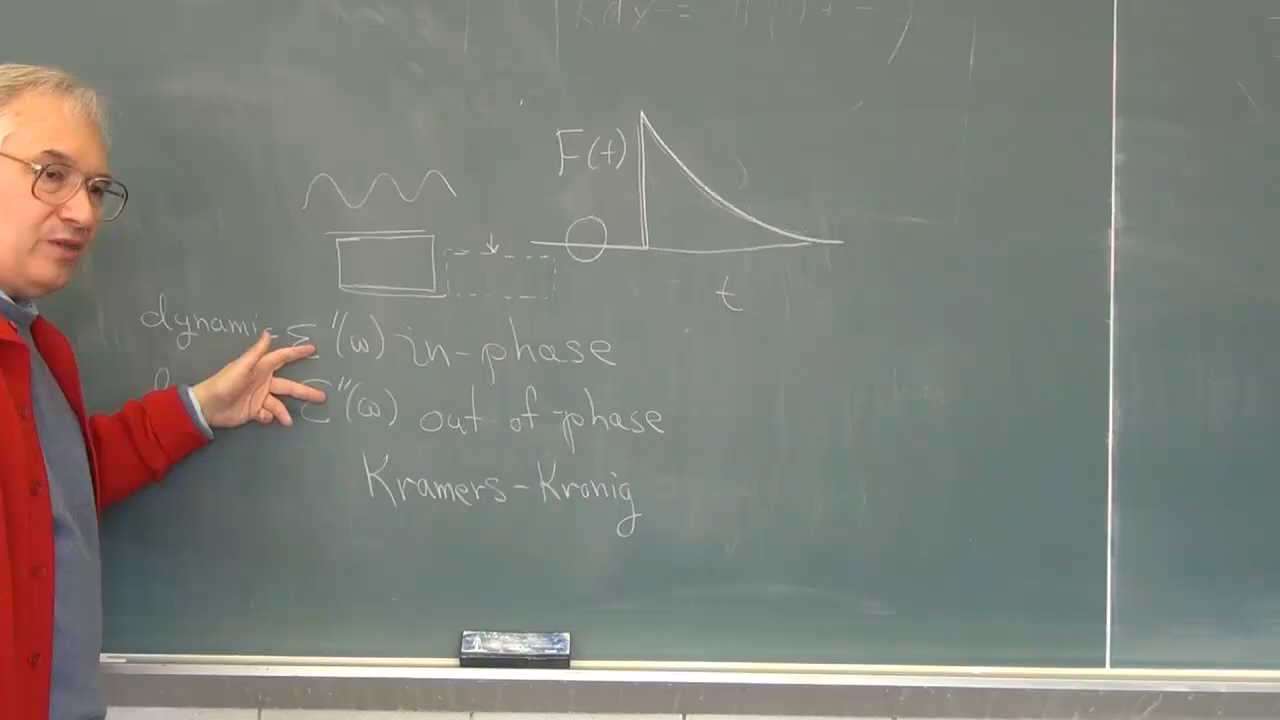 F(t)
t
dynamic Σ'(ω) in-phase
Σ"(ω) out of-phase
Kramers-Kronig